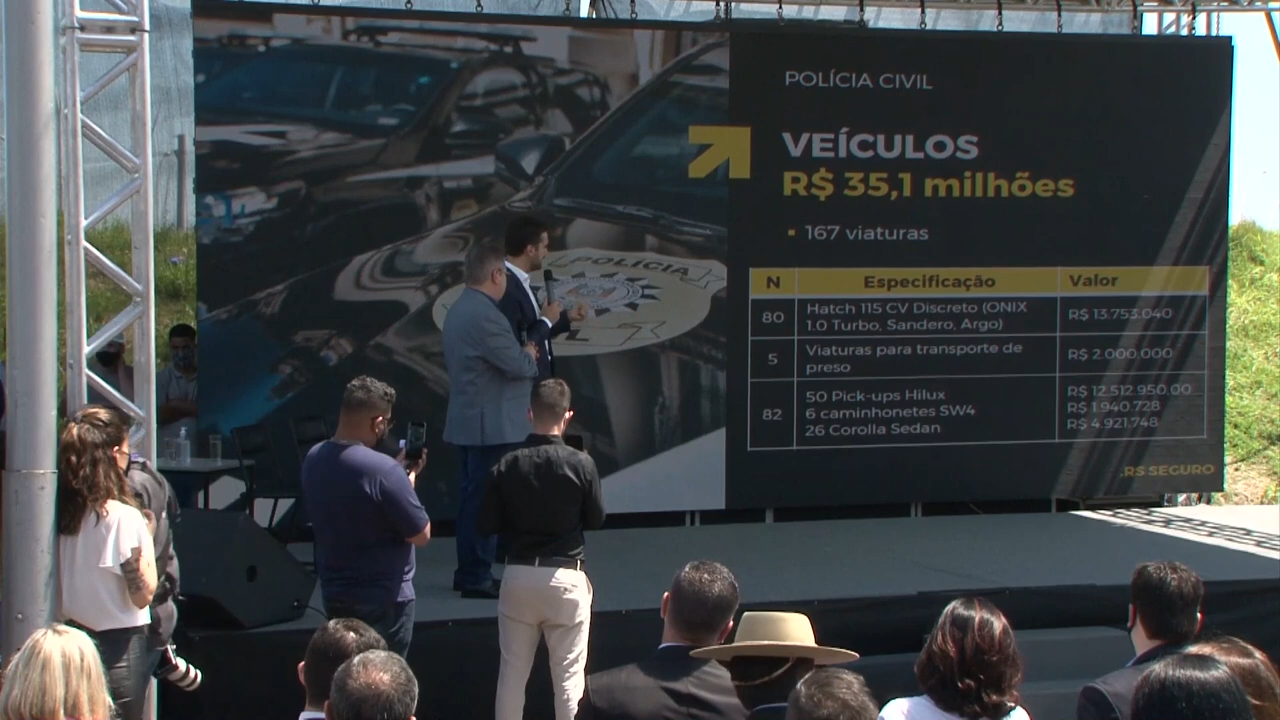 POLÍCIA CIVIL
VEÍCULOS
R$ 35,1 milhões
167 viaturas
N Especificação Valor
80 Hatch 115 CV Discreto (ONIX R$ 13.753.040
1.0 Turbo, Sandero, Argo)
5 Viaturas para transporte de R$ 2.000.000
preso
82 50 Pick-ups Hilux R$ 12.512.950.00
6 caminhonetes SW4 R$ 1.940.728
26 Corolla Sedan R$ 4.921.748
.RS SEGURO
POLÍCIA